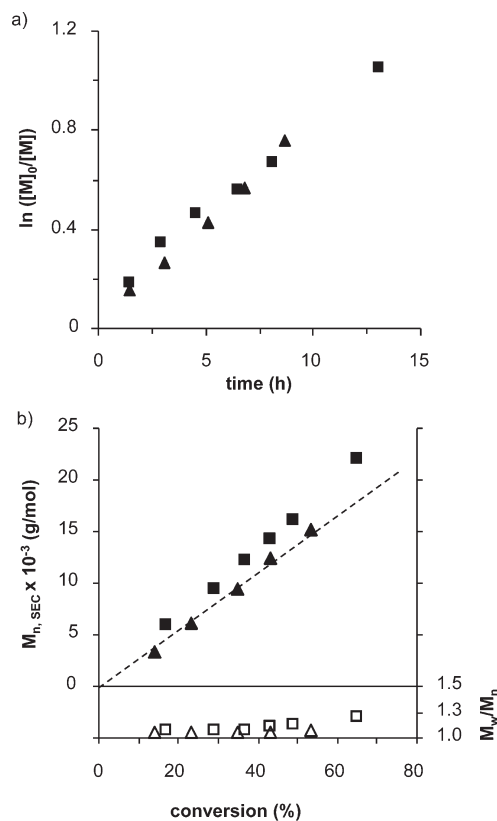 a)
1.2
0.8
0.4
0
ln ([M]₀/[M])
0 5 10 15
time (h)
b)
25
20
15
10
5
0
Mn, SEC x 10⁻³ (g/mol)
1.5
1.3
1.0
Mw/Mn
0 20 40 60 80
conversion (%)